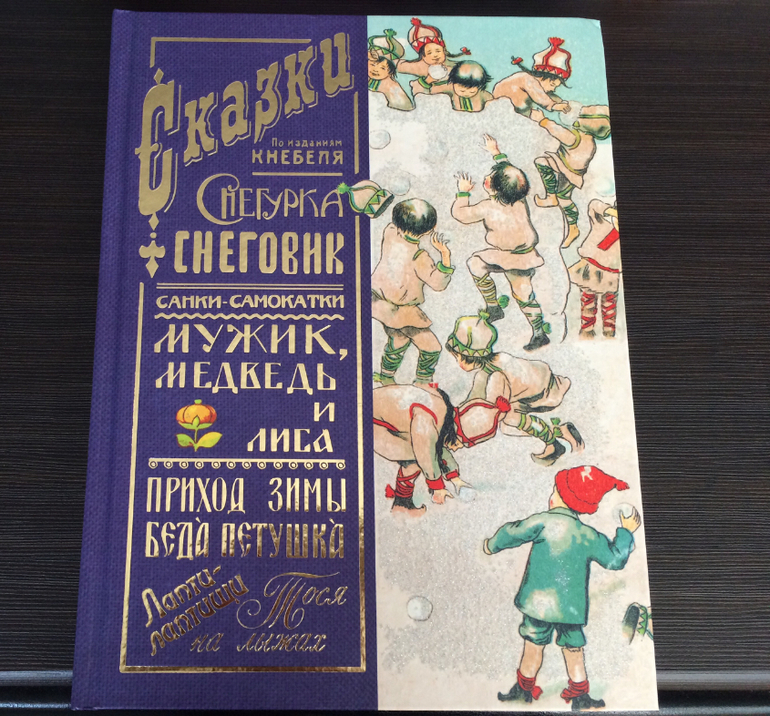 Сказки
По изданиям
КНЕБЕЛЯ
СНЕГУРКА
СНЕГОВИК
САНКИ-САМОКАТКИ
МУЖИК,
МЕДВЕДЬ
И
ЛИСА
ПРИХОД ЗИМЫ
БЕДА ПЕТУШКА
Лапти-
лаптищи
Тося
на лыжах